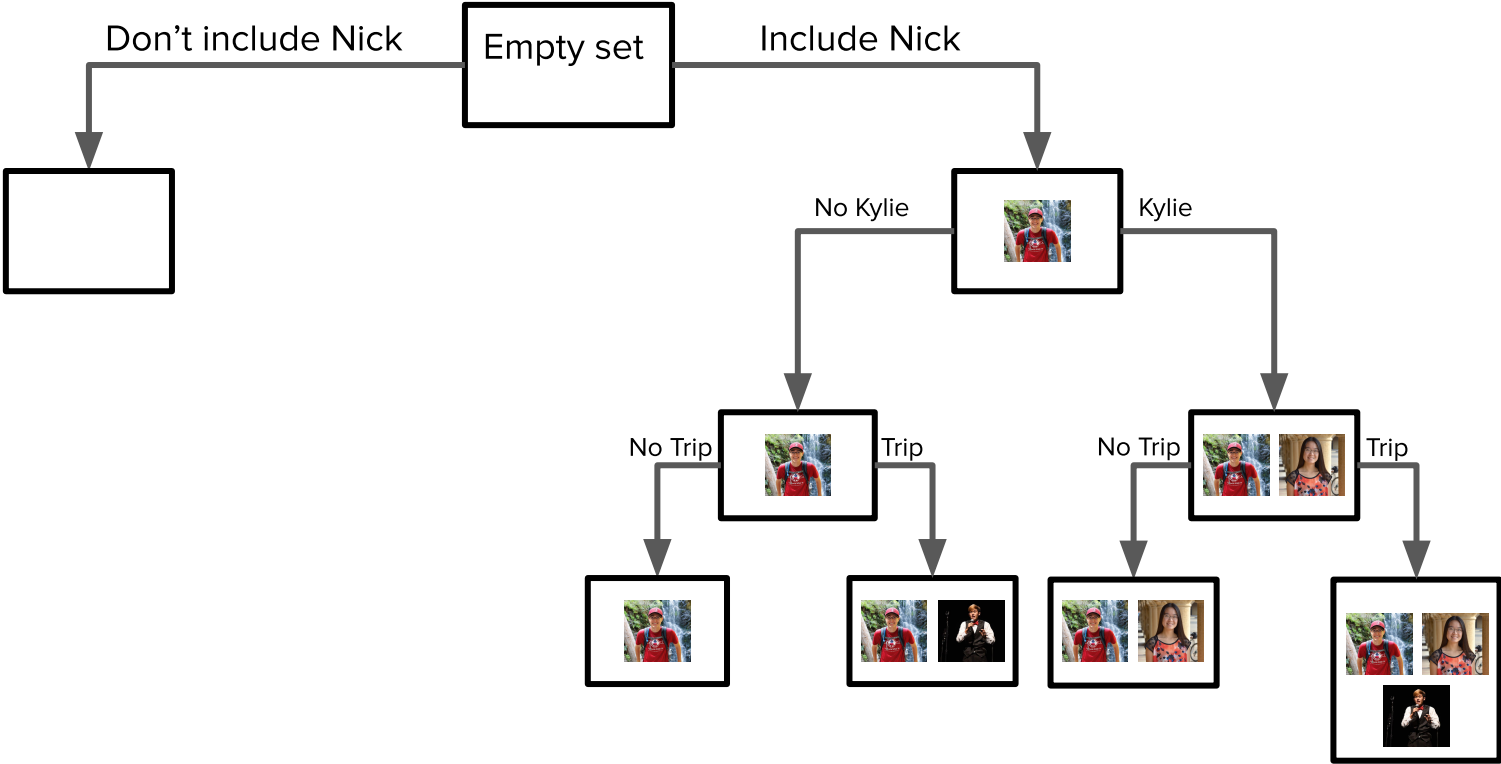 Don’t include Nick
Empty set
Include Nick
No Kylie
Kylie
No Trip
Trip
No Trip
Trip